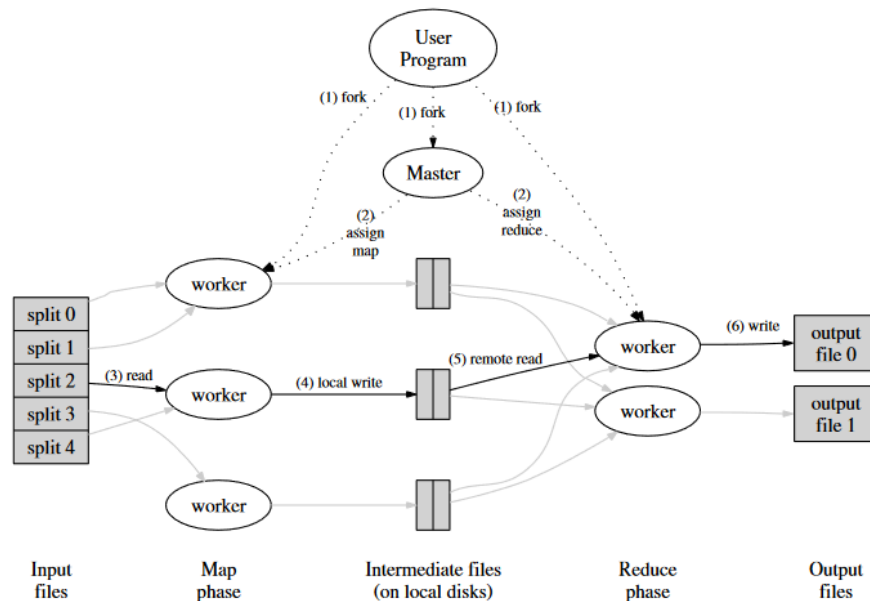 User
Program
(1) fork
(1) fork
(1) fork
Master
(2)
assign
map
(2)
assign
reduce
worker
split 0
split 1
split 2
split 3
split 4
(3) read
worker
(4) local write
(5) remote read
worker
(6) write
output
file 0
worker
output
file 1
worker
Input
files
Map
phase
Intermediate files
(on local disks)
Reduce
phase
Output
files